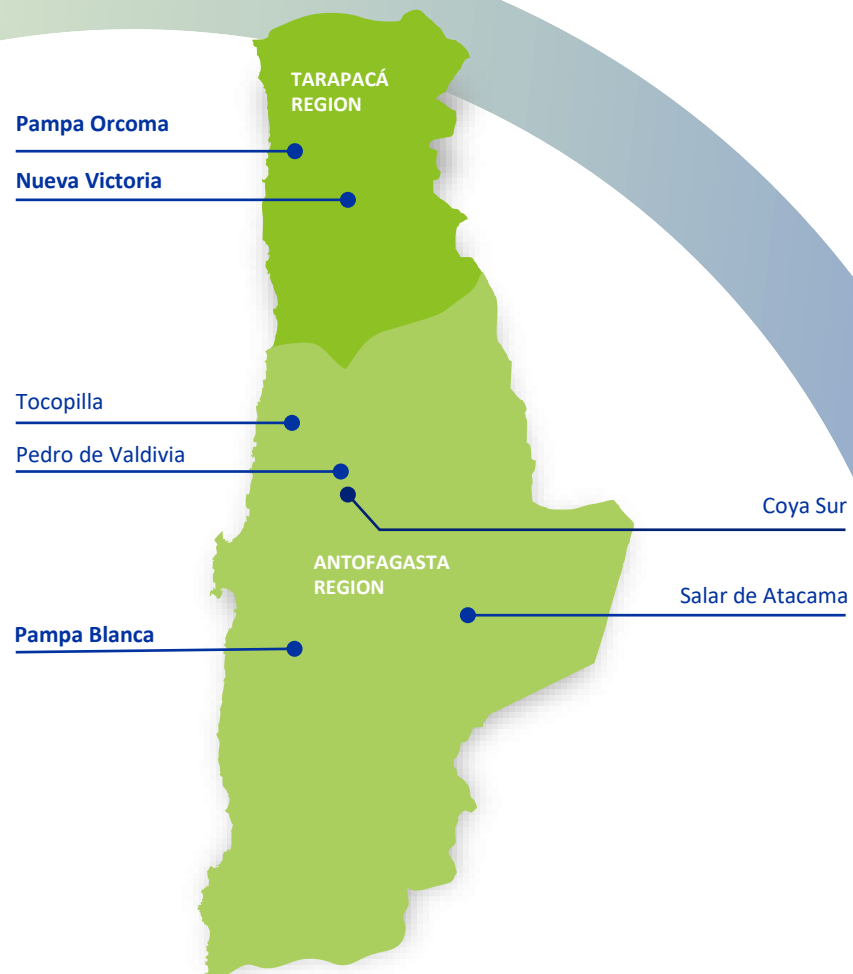 TARAPACÁ
REGION
Pampa Orcoma
Nueva Victoria
Tocopilla
Pedro de Valdivia
Coya Sur
ANTOFAGASTA
REGION
Salar de Atacama
Pampa Blanca